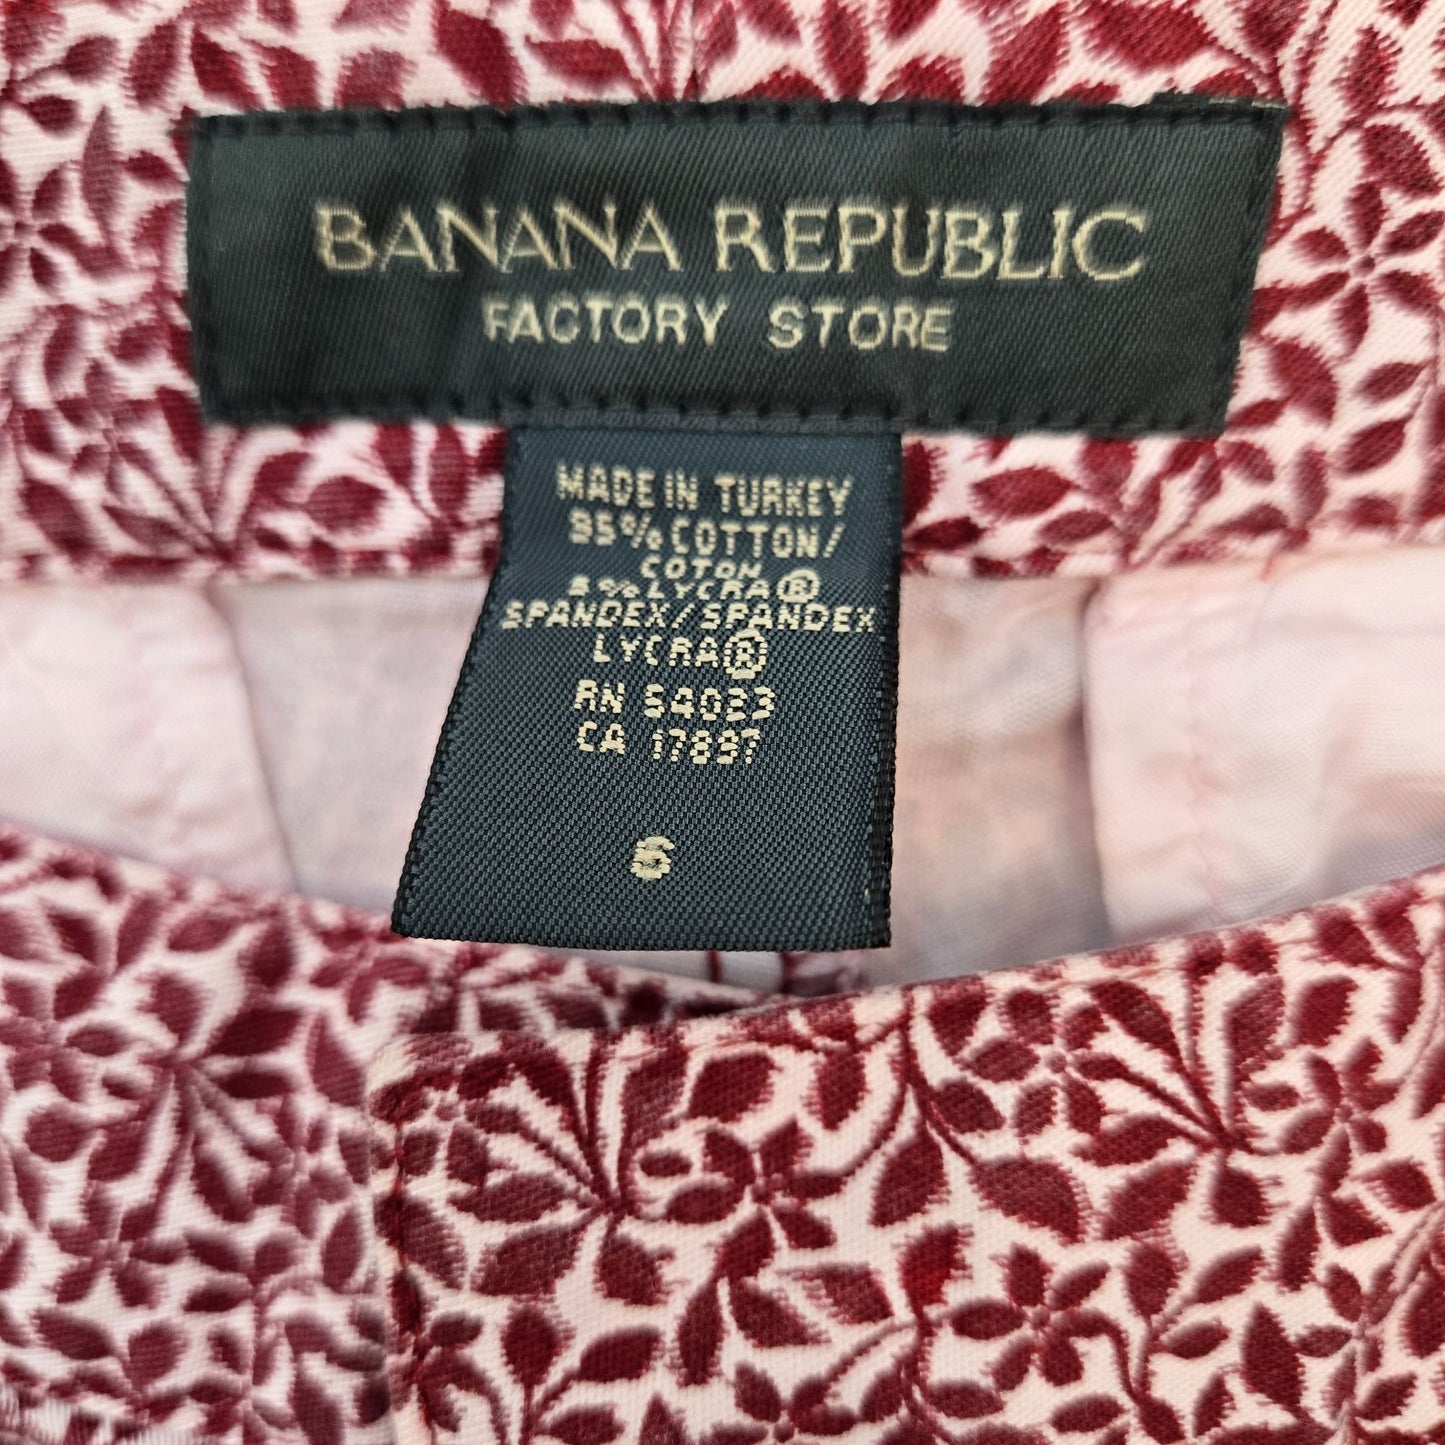 BANANA REPUBLIC
FACTORY STORE
MADE IN TURKEY
95% COTTON/
COTON
5% LYCRA®
SPANDEX/SPANDEX
LYCRA®
RN 54023
CA 17897
6